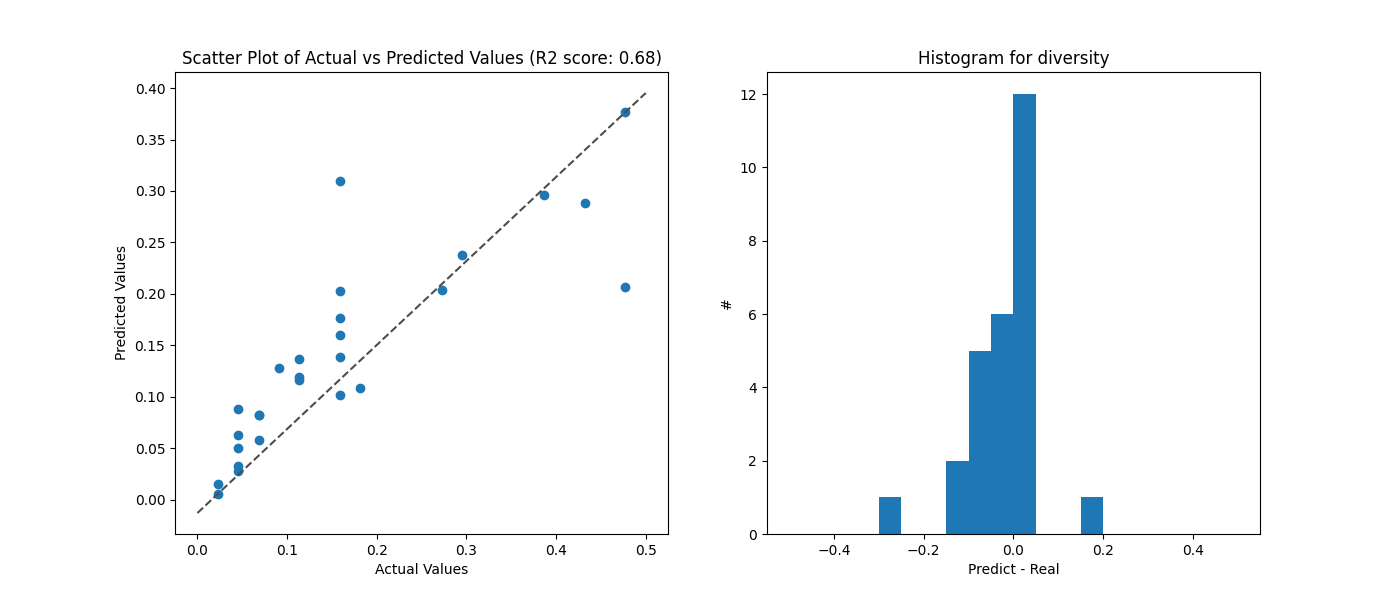 Scatter Plot of Actual vs Predicted Values (R2 score: 0.68)
0.40
0.35
0.30
0.25
0.20
0.15
0.10
0.05
0.00
Predicted Values
0.0 0.1 0.2 0.3 0.4 0.5
Actual Values
Histogram for diversity
12
10
8
6
4
2
0
#
−0.4 −0.2 0.0 0.2 0.4
Predict - Real